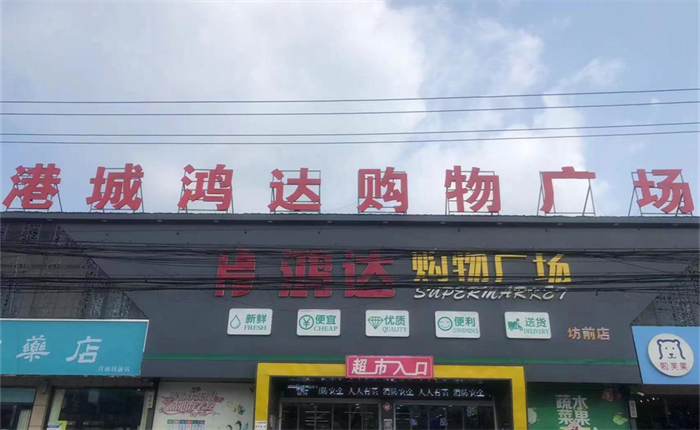 港城鸿达购物广场
鸿达 购物广场
SUPERMARKET
新鲜
FRESH
便宜
CHEAP
优质
QUALITY
便利
送货
DELIVERY
坊前店
藥店
超市入口
蔬水
菜果